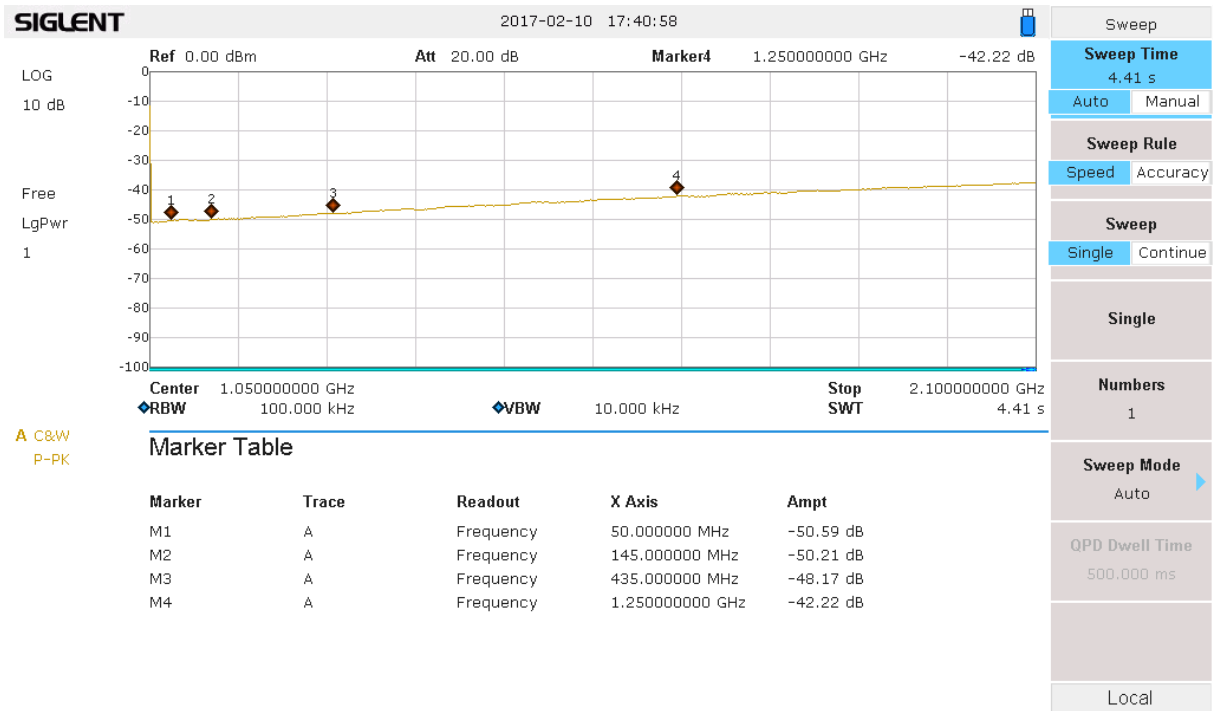 SIGLENT 2017-02-10 17:40:58 Sweep
Ref 0.00 dBm Att 20.00 dB Marker4 1.250000000 GHz -42.22 dB
LOG
10 dB
Free
LgPwr
1
0
-10
-20
-30
-40
-50
-60
-70
-80
-90
-100
1 2 3 4
Center 1.050000000 GHz Stop 2.100000000 GHz
RBW 100.000 kHz VBW 10.000 kHz SWT 4.41 s
A C&W
P-PK
Marker Table
Marker Trace Readout X Axis Ampt
M1 A Frequency 50.000000 MHz -50.59 dB
M2 A Frequency 145.000000 MHz -50.21 dB
M3 A Frequency 435.000000 MHz -48.17 dB
M4 A Frequency 1.250000000 GHz -42.22 dB
Sweep Time
4.41 s
Auto Manual
Sweep Rule
Speed Accuracy
Sweep
Single Continue
Single
Numbers
1
Sweep Mode
Auto
QPD Dwell Time
500.000 ms
Local